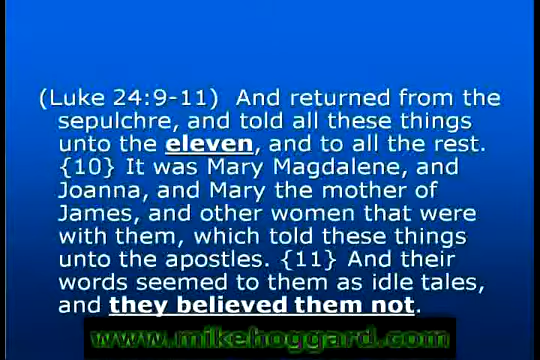 (Luke 24:9-11)  And returned from the
sepulchre, and told all these things
unto the eleven, and to all the rest.
{10} It was Mary Magdalene, and
Joanna, and Mary the mother of
James, and other women that were
with them, which told these things
unto the apostles. {11} And their
words seemed to them as idle tales,
and they believed them not.
www.mikehoggard.com